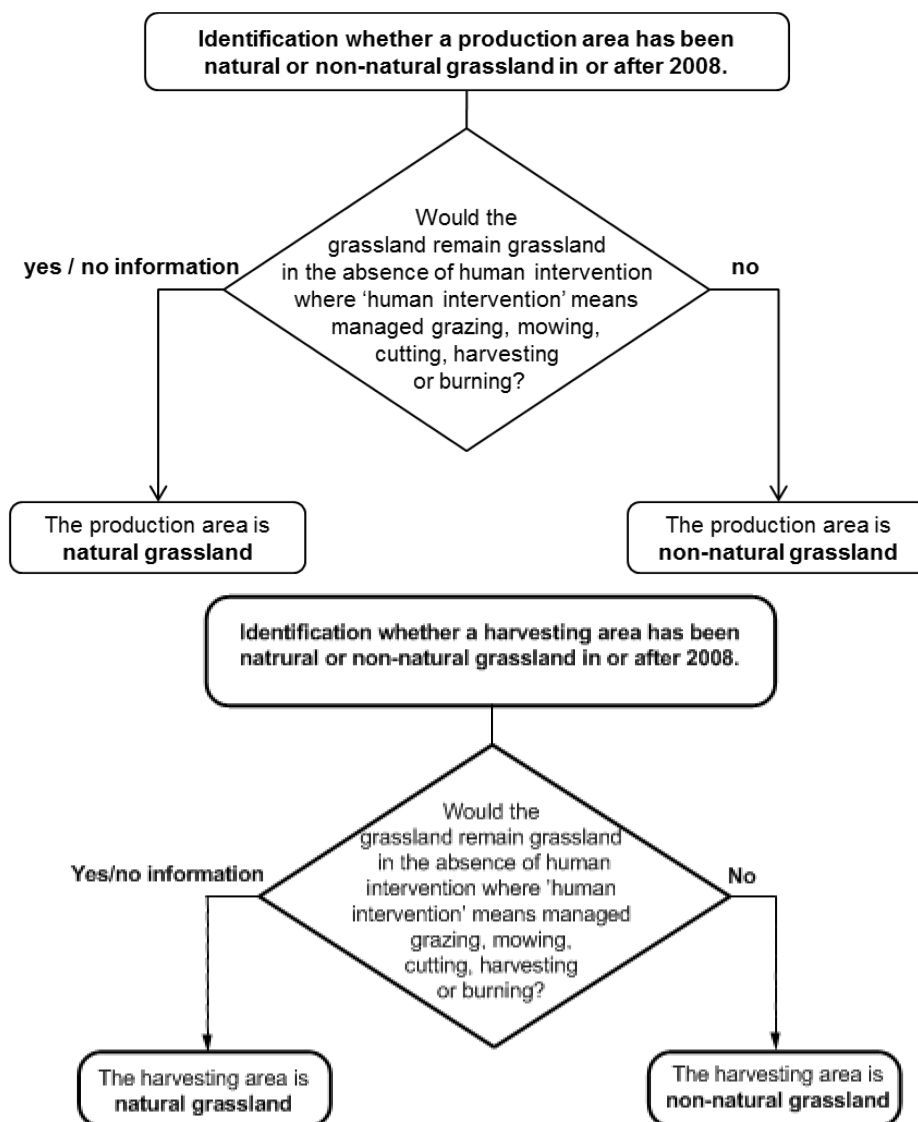 Identification whether a production area has been
natural or non-natural grassland in or after 2008.
Would the
grassland remain grassland
in the absence of human intervention
where ‘human intervention’ means
managed grazing, mowing,
cutting, harvesting
or burning?
yes / no information
no
The production area is
natural grassland
The production area is
non-natural grassland
Identification whether a harvesting area has been
natrural or non-natural grassland in or after 2008.
Would the
grassland remain grassland
in the absence of human
intervention where 'human
intervention' means managed
grazing, mowing,
cutting, harvesting
or burning?
Yes/no information
No
The harvesting area is
natural grassland
The harvesting area is
non-natural grassland